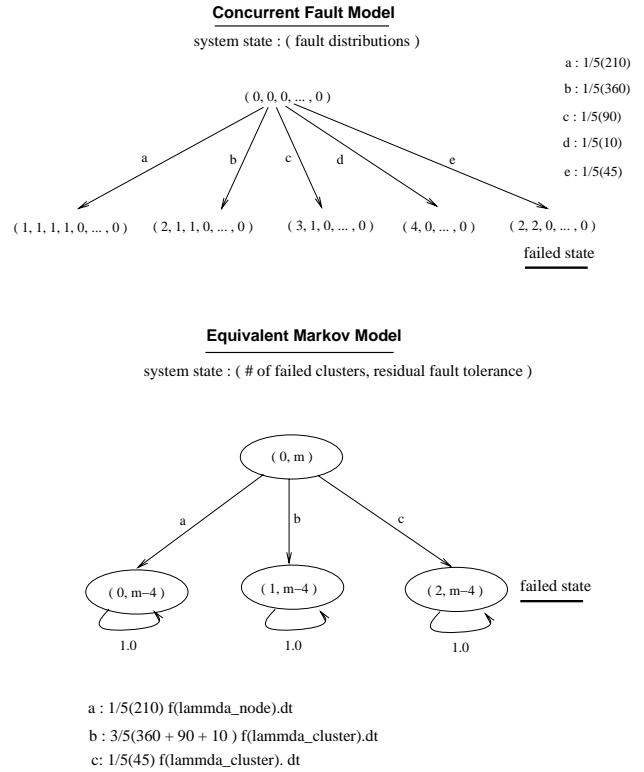 Concurrent Fault Model
system state : ( fault distributions )
a : 1/5(210)
b : 1/5(360)
c : 1/5(90)
d : 1/5(10)
e : 1/5(45)
( 0, 0, 0, ... , 0 )
a
b
c
d
e
( 1, 1, 1, 1, 0, ... , 0 )
( 2, 1, 1, 0, ... , 0 )
( 3, 1, 0, ... , 0 )
( 4, 0, ... , 0 )
( 2, 2, 0, ... , 0 )
failed state
Equivalent Markov Model
system state : ( # of failed clusters, residual fault tolerance )
( 0, m )
a
b
c
( 0, m−4 )
( 1, m−4 )
( 2, m−4 )
failed state
1.0
1.0
1.0
a : 1/5(210) f(lammda_node).dt
b : 3/5(360 + 90 + 10 ) f(lammda_cluster).dt
c: 1/5(45) f(lammda_cluster). dt